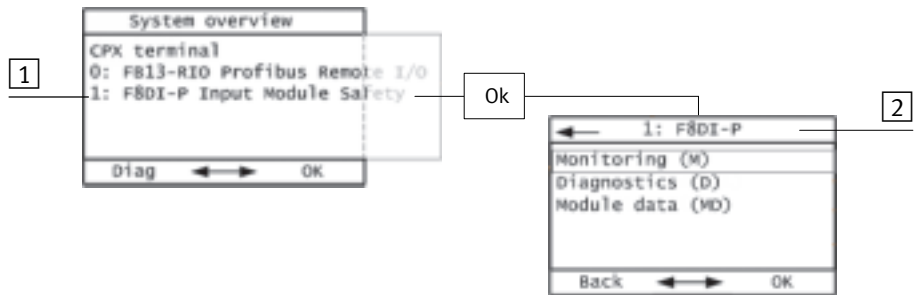 System overview
CPX terminal
0: FB13-RIO Profibus Remote I/O
1: F8DI-P Input Module Safety
Diag OK
1
Ok
2
1: F8DI-P
Monitoring (M)
Diagnostics (D)
Module data (MD)
Back OK